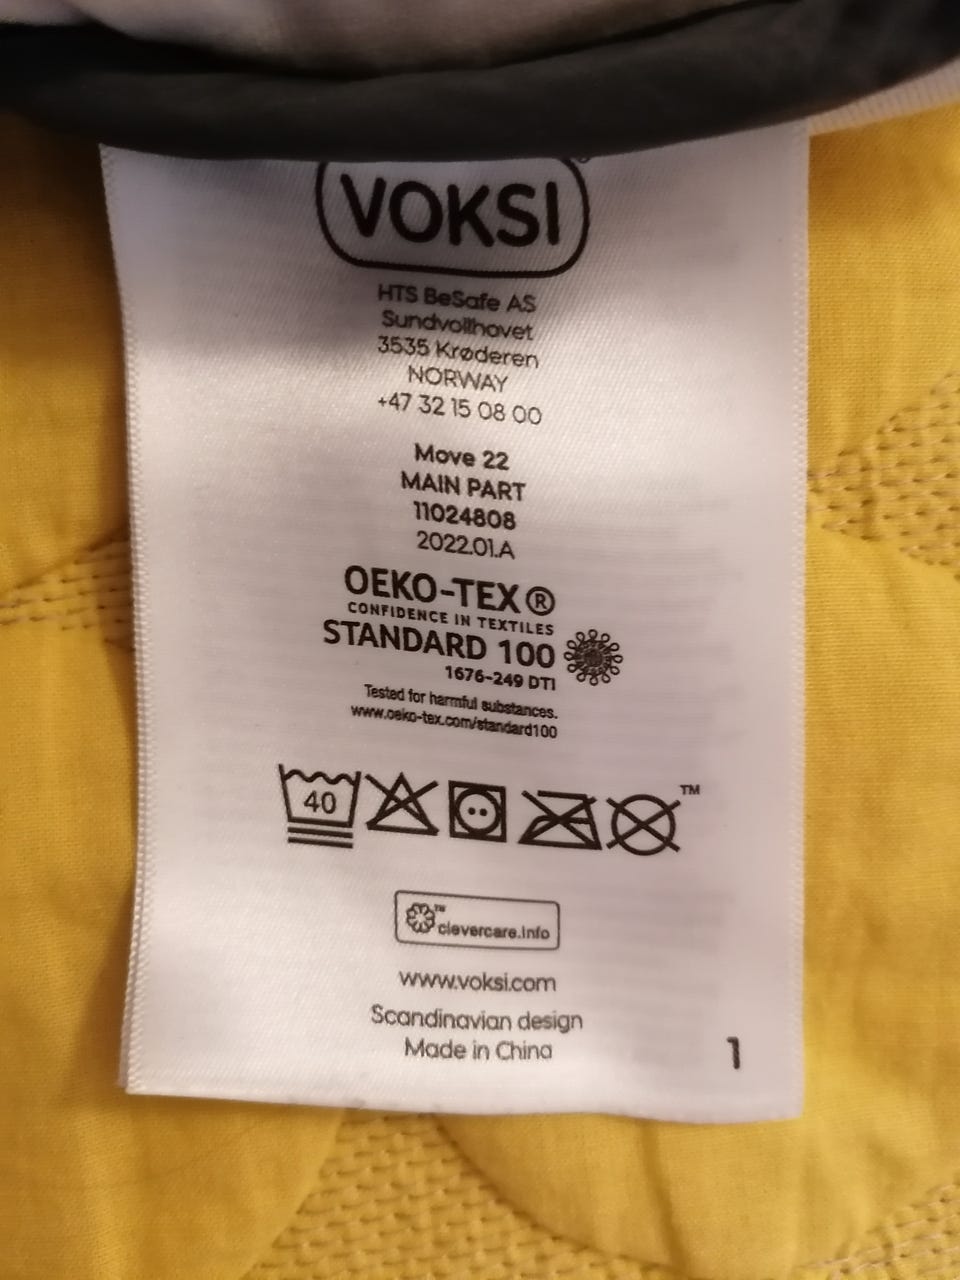 VOKSI
HTS BeSafe AS
Sundvollhovet
3535 Krøderen
NORWAY
+47 32 15 08 00
Move 22
MAIN PART
11024808
2022.01.A
OEKO-TEX®
CONFIDENCE IN TEXTILES
STANDARD 100
1676-249 DTI
Tested for harmful substances.
www.oeko-tex.com/standard100
40
TM
TM
clevercare.info
www.voksi.com
Scandinavian design
Made in China
1